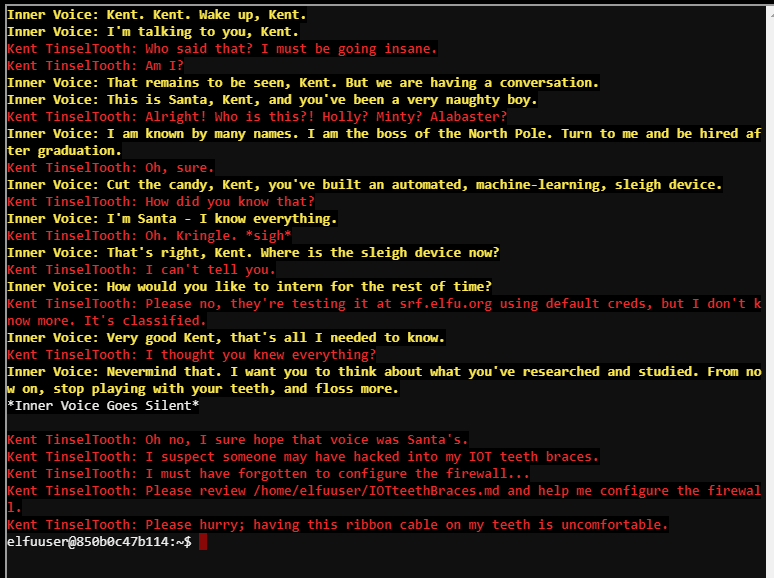 Inner Voice: Kent. Kent. Wake up, Kent.
Inner Voice: I'm talking to you, Kent.
Kent TinselTooth: Who said that? I must be going insane.
Kent TinselTooth: Am I?
Inner Voice: That remains to be seen, Kent. But we are having a conversation.
Inner Voice: This is Santa, Kent, and you've been a very naughty boy.
Kent TinselTooth: Alright! Who is this?! Holly? Minty? Alabaster?
Inner Voice: I am known by many names. I am the boss of the North Pole. Turn to me and be hired af
ter graduation.
Kent TinselTooth: Oh, sure.
Inner Voice: Cut the candy, Kent, you've built an automated, machine-learning, sleigh device.
Kent TinselTooth: How did you know that?
Inner Voice: I'm Santa - I know everything.
Kent TinselTooth: Oh. Kringle. *sigh*
Inner Voice: That's right, Kent. Where is the sleigh device now?
Kent TinselTooth: I can't tell you.
Inner Voice: How would you like to intern for the rest of time?
Kent TinselTooth: Please no, they're testing it at srf.elfu.org using default creds, but I don't k
now more. It's classified.
Inner Voice: Very good Kent, that's all I needed to know.
Kent TinselTooth: I thought you knew everything?
Inner Voice: Nevermind that. I want you to think about what you've researched and studied. From no
w on, stop playing with your teeth, and floss more.
*Inner Voice Goes Silent*
Kent TinselTooth: Oh no, I sure hope that voice was Santa's.
Kent TinselTooth: I suspect someone may have hacked into my IOT teeth braces.
Kent TinselTooth: I must have forgotten to configure the firewall...
Kent TinselTooth: Please review /home/elfuuser/IOTteethBraces.md and help me configure the firewal
l.
Kent TinselTooth: Please hurry; having this ribbon cable on my teeth is uncomfortable.
elfuuser@850b0c47b114:~$